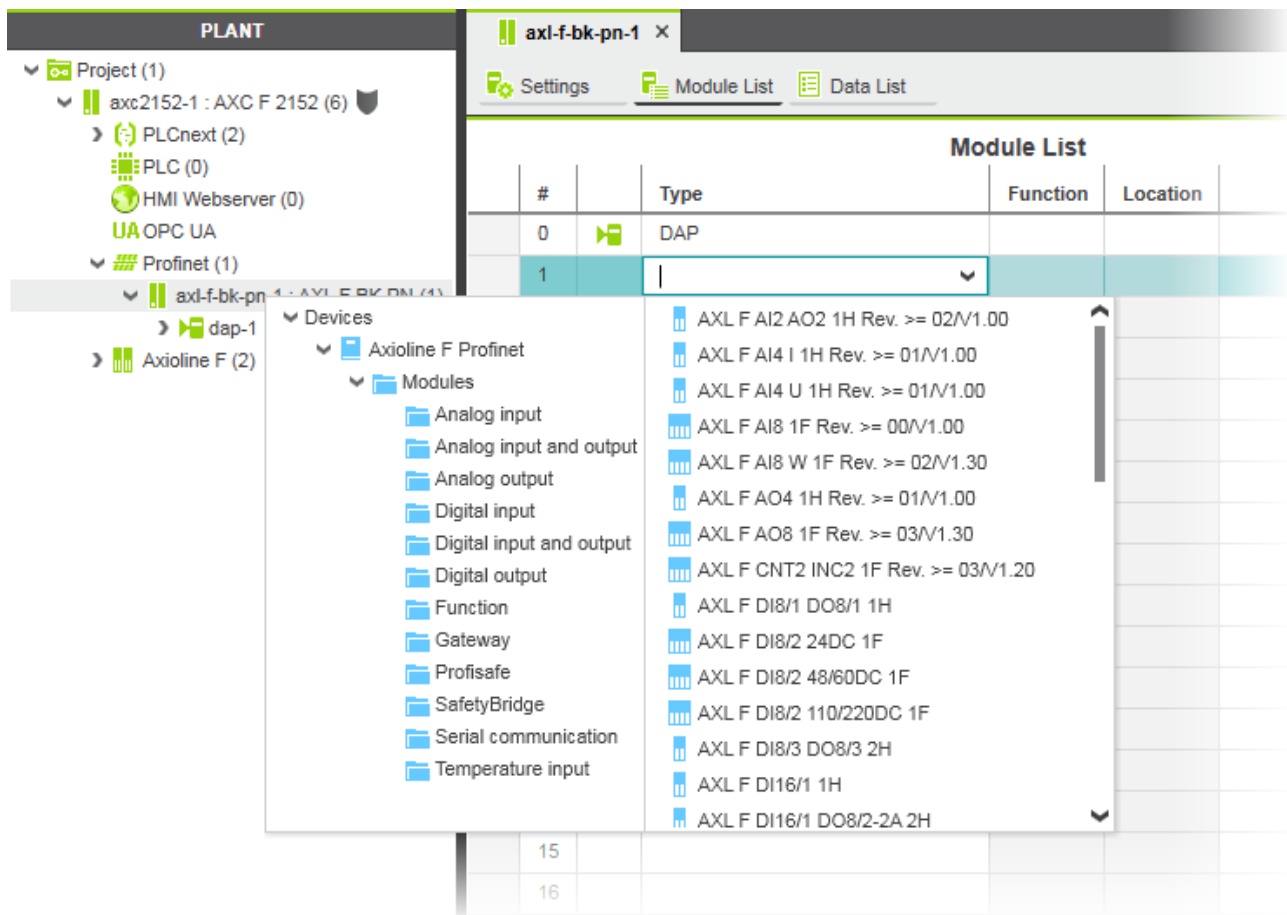 PLANT
Project (1)
axc2152-1 : AXC F 2152 (6)
PLCnext (2)
PLC (0)
HMI Webserver (0)
UA OPC UA
Profinet (1)
axl-f-bk-pn-1 : AXL F BK PN (1)
dap-1
Axioline F (2)
axl-f-bk-pn-1 ×
Settings
Module List
Data List
Module List
# Type Function Location
0 DAP
1
Devices
Axioline F Profinet
Modules
Analog input
Analog input and output
Analog output
Digital input
Digital input and output
Digital output
Function
Gateway
Profisafe
SafetyBridge
Serial communication
Temperature input
AXL F AI2 AO2 1H Rev. >= 02/V1.00
AXL F AI4 I 1H Rev. >= 01/V1.00
AXL F AI4 U 1H Rev. >= 01/V1.00
AXL F AI8 1F Rev. >= 00/V1.00
AXL F AI8 W 1F Rev. >= 02/V1.30
AXL F AO4 1H Rev. >= 01/V1.00
AXL F AO8 1F Rev. >= 03/V1.30
AXL F CNT2 INC2 1F Rev. >= 03/V1.20
AXL F DI8/1 DO8/1 1H
AXL F DI8/2 24DC 1F
AXL F DI8/2 48/60DC 1F
AXL F DI8/2 110/220DC 1F
AXL F DI8/3 DO8/3 2H
AXL F DI16/1 1H
AXL F DI16/1 DO8/2-2A 2H
15
16